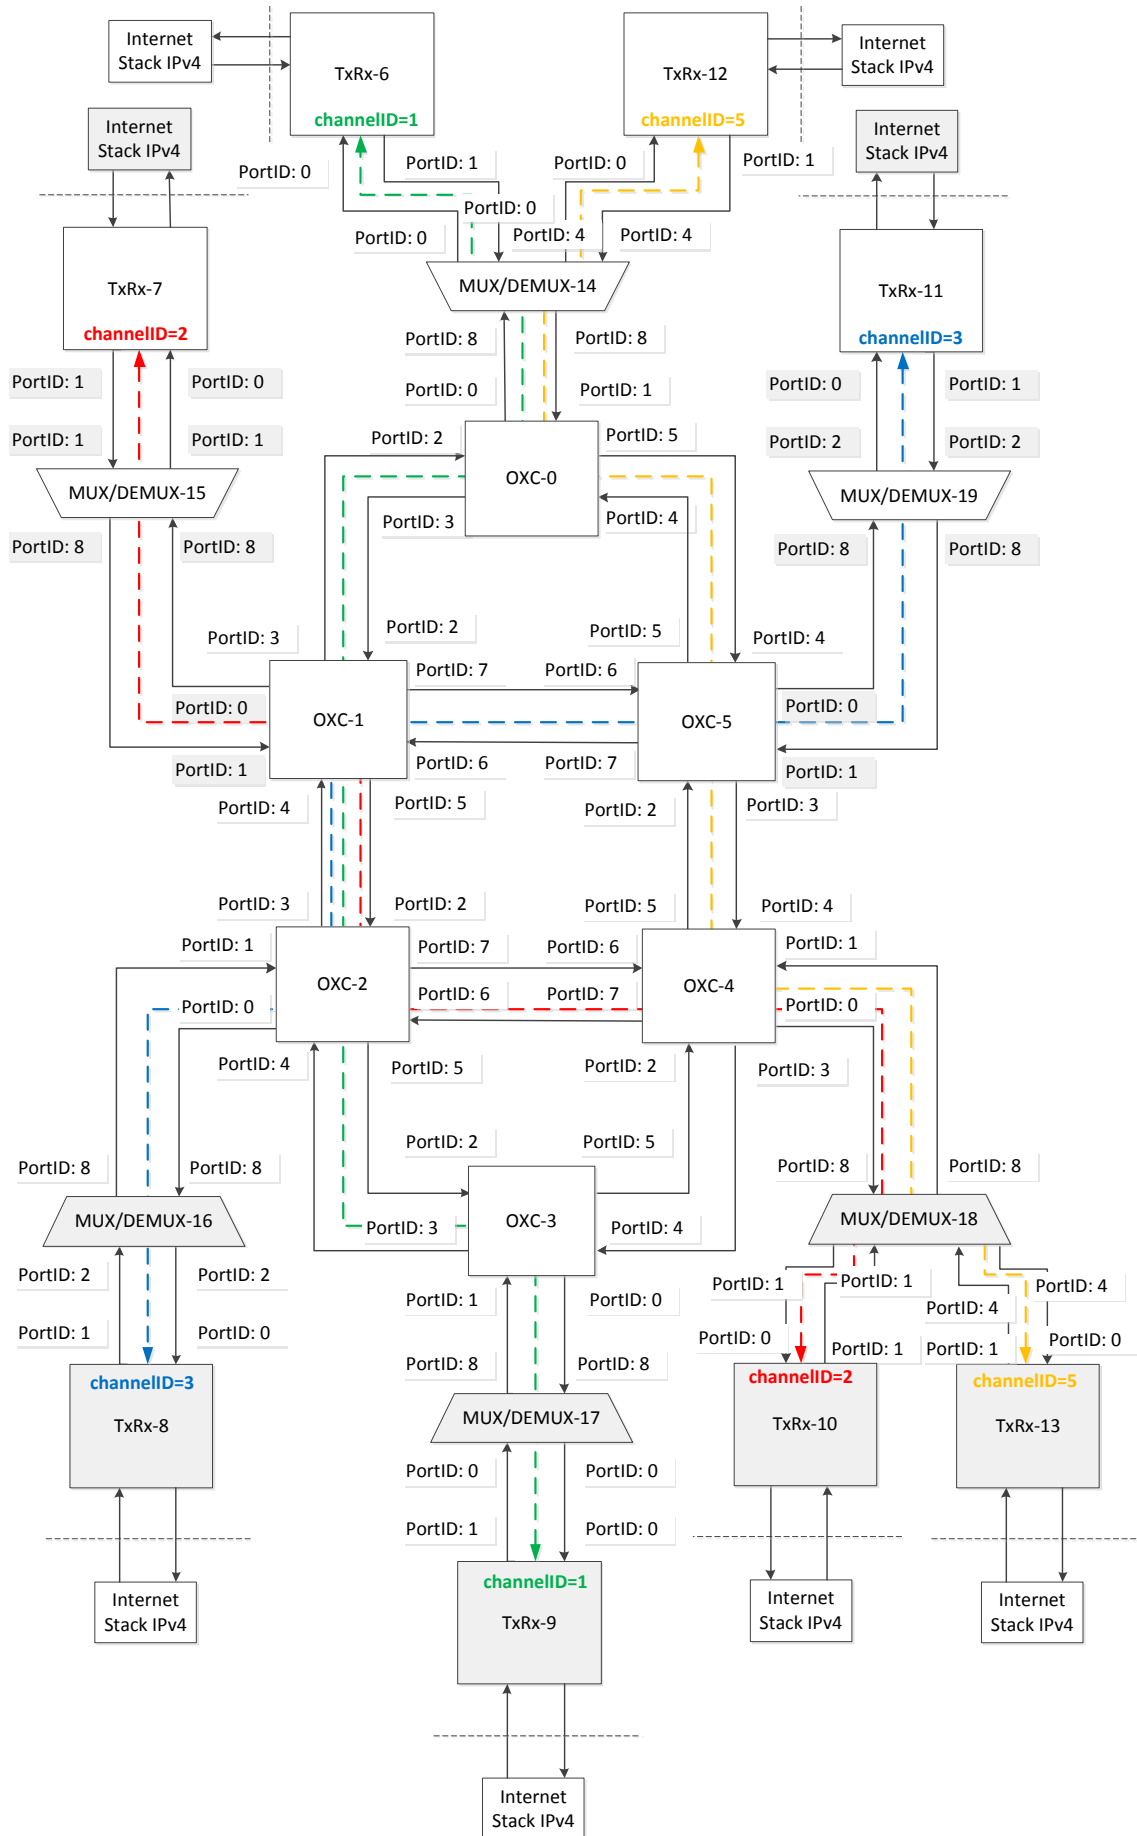 Internet
Stack IPv4
TxRx-6
channelID=1
TxRx-12
channelID=5
Internet
Stack IPv4
Internet
Stack IPv4
Internet
Stack IPv4
PortID: 0
PortID: 1
PortID: 0
PortID: 1
PortID: 0
PortID: 0
PortID: 4
PortID: 4
TxRx-7
channelID=2
MUX/DEMUX-14
TxRx-11
channelID=3
PortID: 8
PortID: 8
PortID: 1
PortID: 0
PortID: 0
PortID: 1
PortID: 0
PortID: 1
PortID: 1
PortID: 1
PortID: 2
PortID: 5
PortID: 2
PortID: 2
MUX/DEMUX-15
OXC-0
MUX/DEMUX-19
PortID: 8
PortID: 8
PortID: 3
PortID: 4
PortID: 8
PortID: 8
PortID: 3
PortID: 2
PortID: 5
PortID: 4
PortID: 7
PortID: 6
PortID: 0
OXC-1
OXC-5
PortID: 0
PortID: 1
PortID: 6
PortID: 7
PortID: 1
PortID: 4
PortID: 5
PortID: 2
PortID: 3
PortID: 3
PortID: 2
PortID: 5
PortID: 4
PortID: 1
PortID: 7
PortID: 6
PortID: 1
OXC-2
OXC-4
PortID: 0
PortID: 6
PortID: 7
PortID: 0
PortID: 4
PortID: 5
PortID: 2
PortID: 3
PortID: 8
PortID: 8
PortID: 2
PortID: 5
PortID: 8
PortID: 8
MUX/DEMUX-16
OXC-3
PortID: 3
PortID: 4
MUX/DEMUX-18
PortID: 2
PortID: 2
PortID: 1
PortID: 0
PortID: 1
PortID: 1
PortID: 4
PortID: 4
PortID: 1
PortID: 0
PortID: 8
PortID: 8
PortID: 0
PortID: 1
PortID: 1
PortID: 0
channelID=3
TxRx-8
MUX/DEMUX-17
channelID=2
TxRx-10
channelID=5
TxRx-13
PortID: 0
PortID: 0
PortID: 1
PortID: 0
channelID=1
TxRx-9
Internet
Stack IPv4
Internet
Stack IPv4
Internet
Stack IPv4
Internet
Stack IPv4